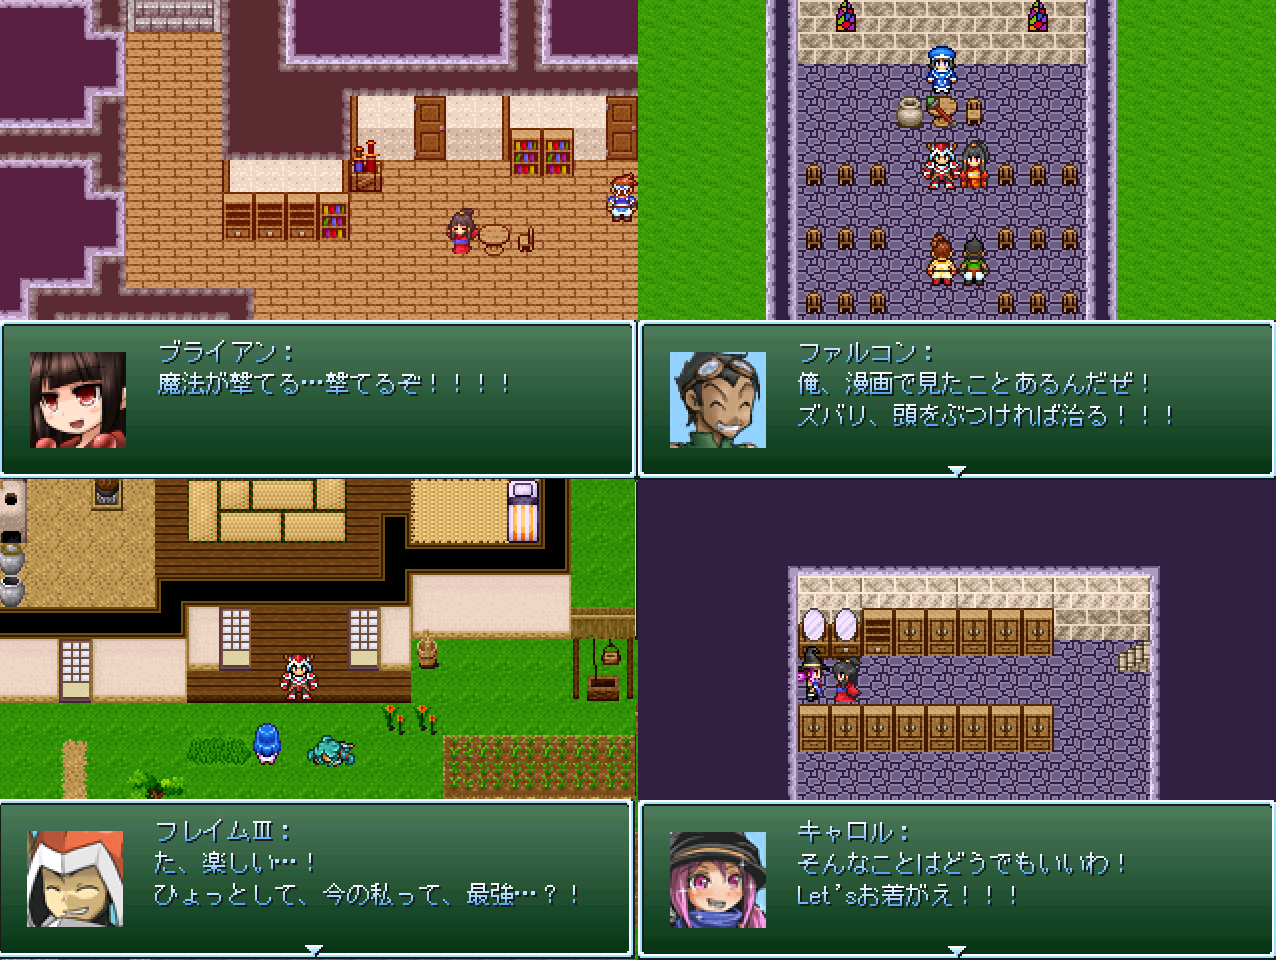 ブライアン：
魔法が撃てる…撃てるぞ！！！！
ファルコン：
俺、漫画で見たことあるんだぜ！
ズバリ、頭をぶつければ治る！！！
フレイムⅢ：
た、楽しい…！
ひょっとして、今の私って、最強…？！
キャロル：
そんなことはどうでもいいわ！
Let'sお着がえ！！！